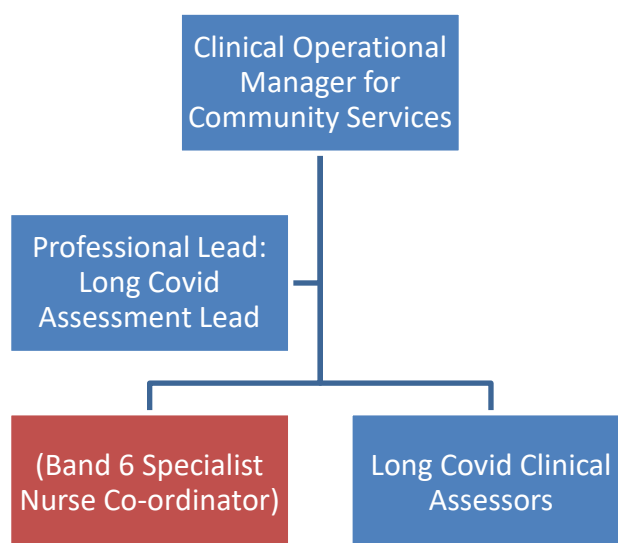 Clinical Operational
Manager for
Community Services
Professional Lead:
Long Covid
Assessment Lead
(Band 6 Specialist
Nurse Co-ordinator)
Long Covid Clinical
Assessors